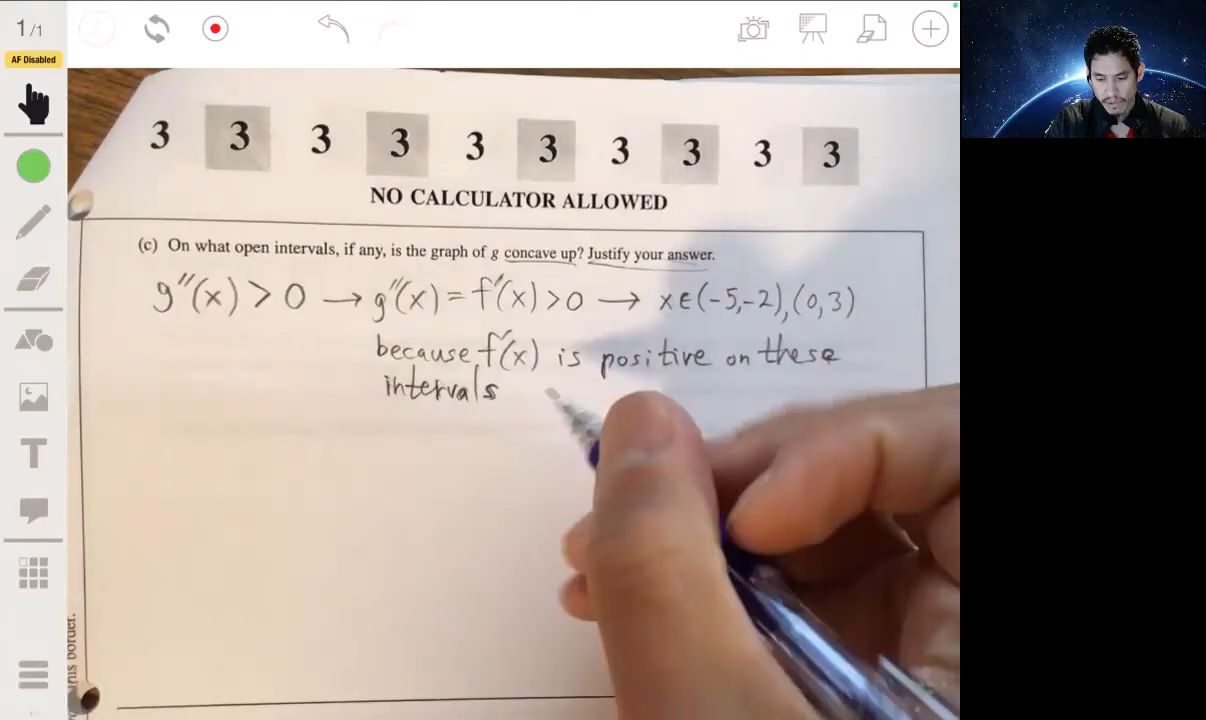 1/1
AF Disabled
3 3 3 3 3 3 3 3 3 3
NO CALCULATOR ALLOWED
(c) On what open intervals, if any, is the graph of g concave up? Justify your answer.
g''(x) > 0 → g''(x) = f'(x) > 0 → x ∈ (-5,-2), (0,3)
because f'(x) is positive on these
intervals
T
this border.